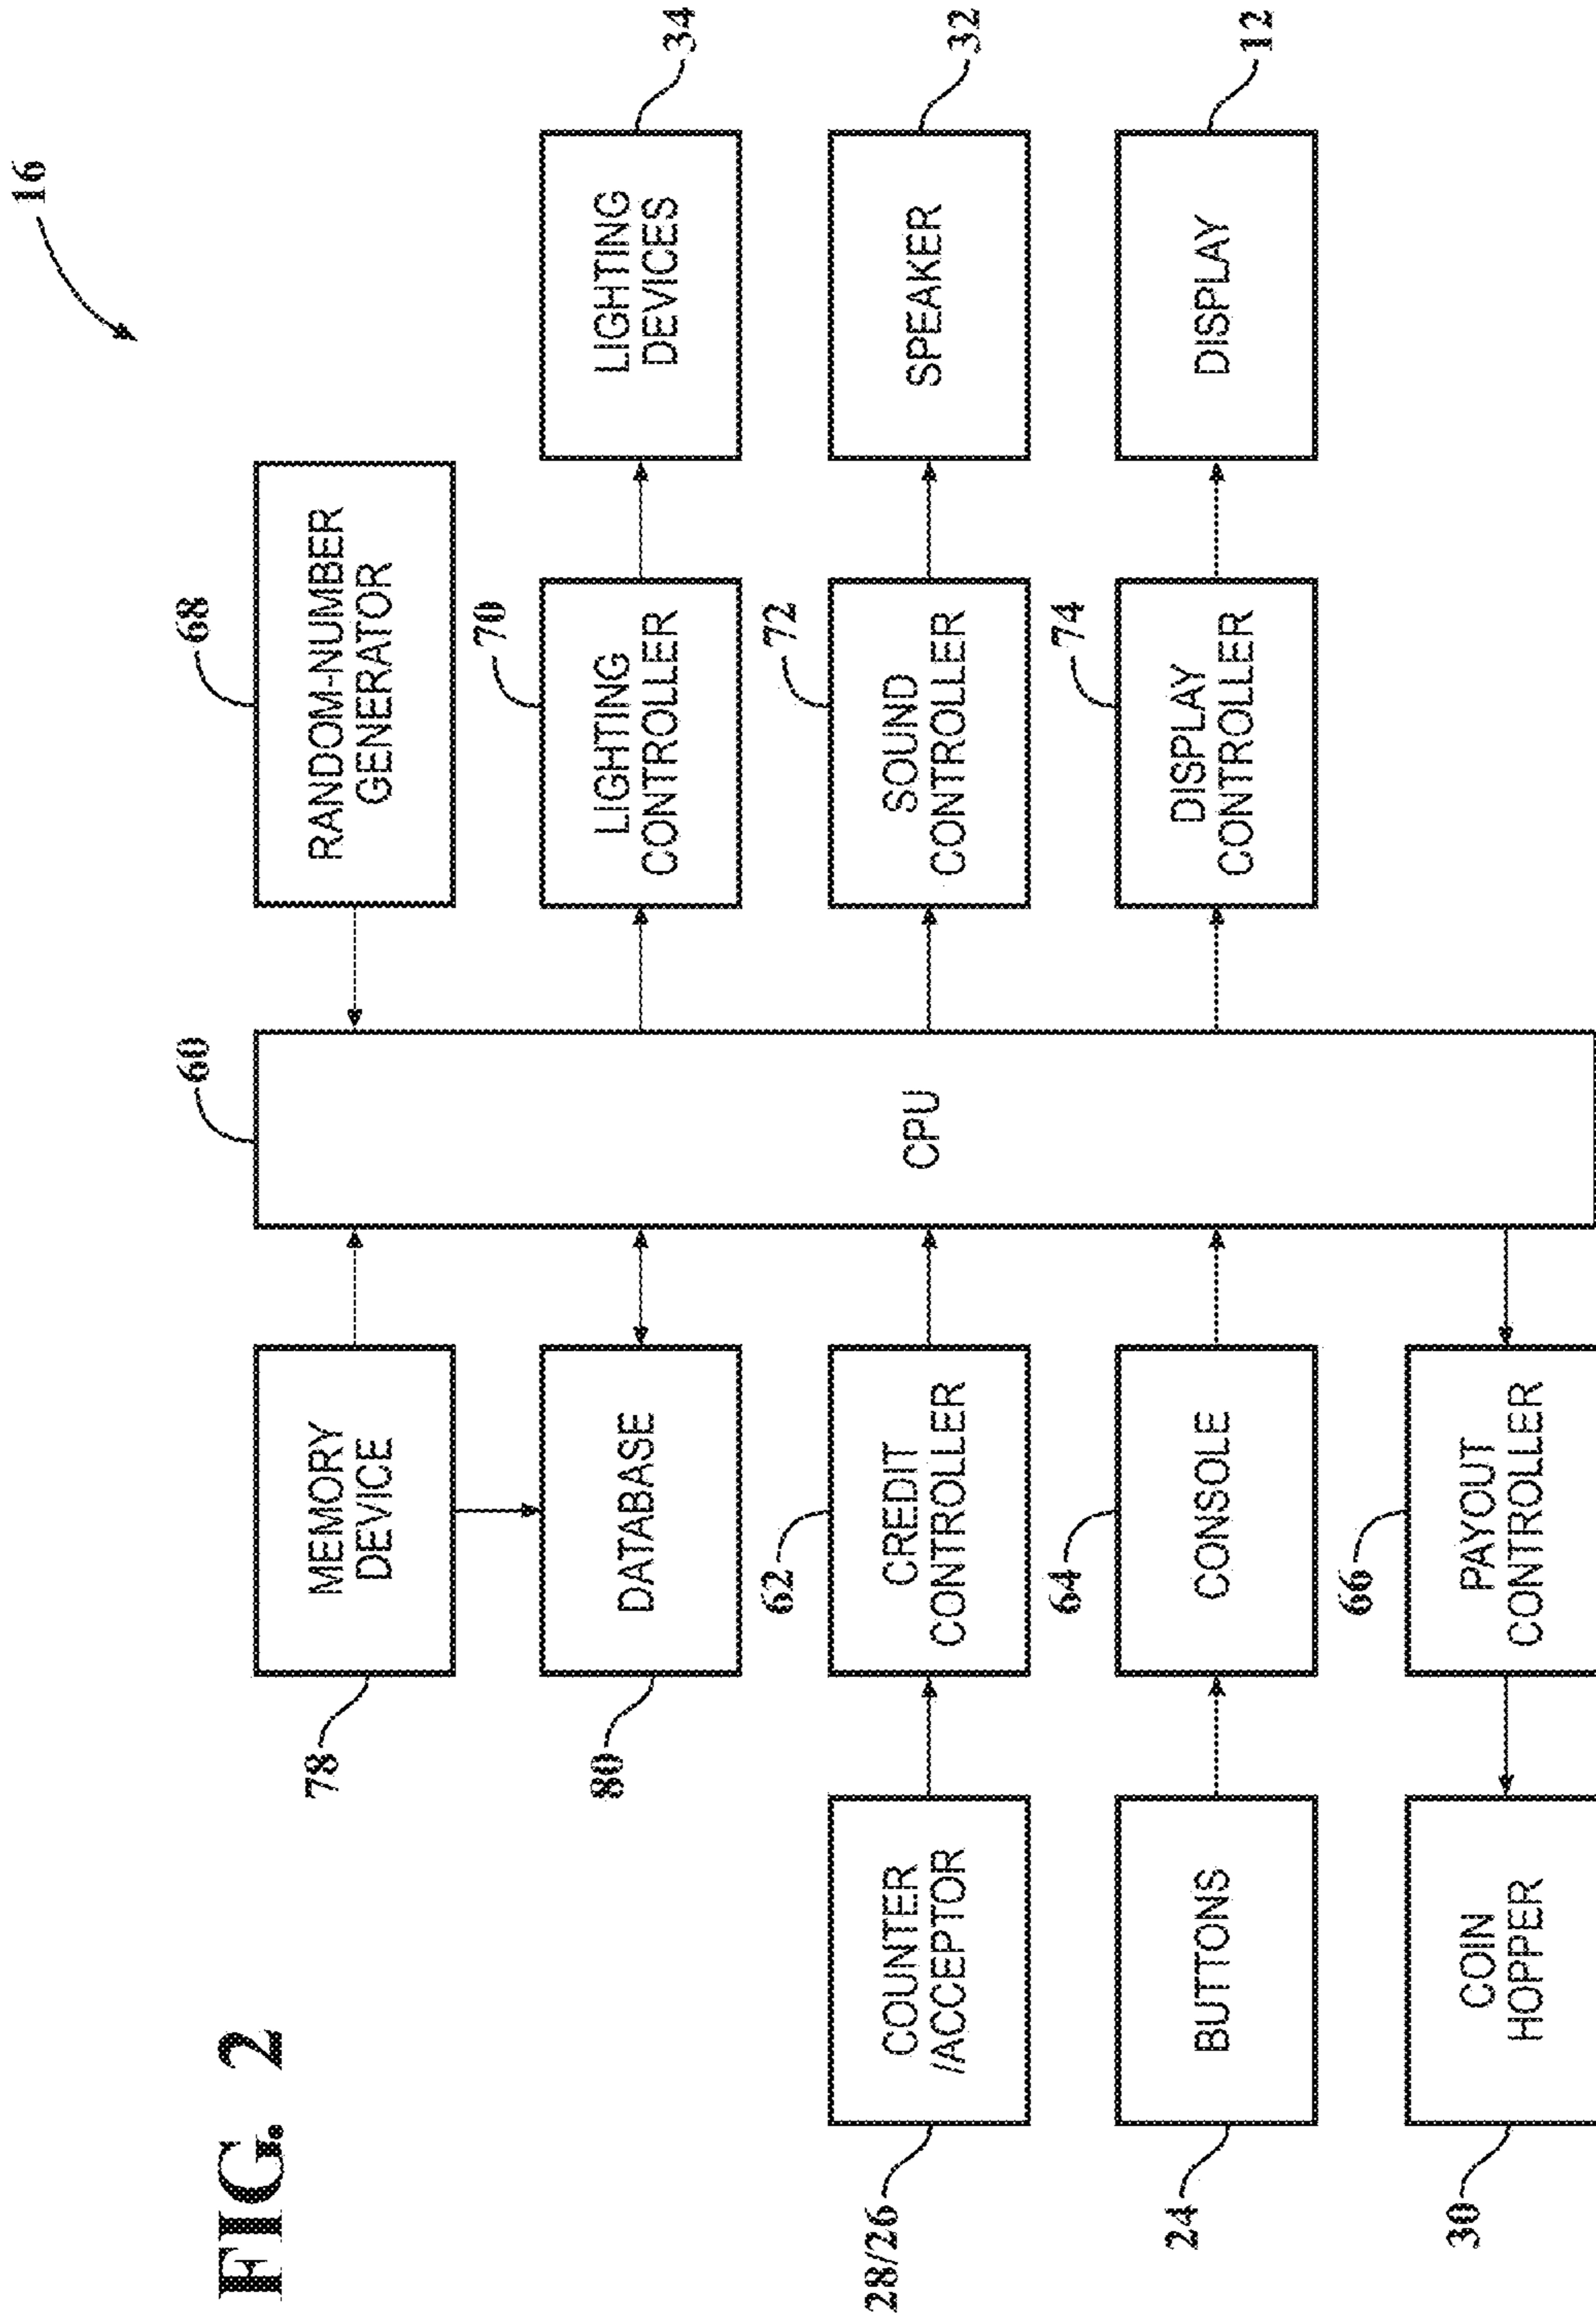 FIG. 2
16
78
MEMORY
DEVICE
60
68
RANDOM-NUMBER
GENERATOR
80
DATABASE
70
LIGHTING
CONTROLLER
LIGHTING
DEVICES
34
28/26
COUNTER
/ACCEPTOR
62
CREDIT
CONTROLLER
CPU
72
SOUND
CONTROLLER
SPEAKER
32
24
BUTTONS
64
CONSOLE
74
DISPLAY
CONTROLLER
DISPLAY
12
30
COIN
HOPPER
66
PAYOUT
CONTROLLER